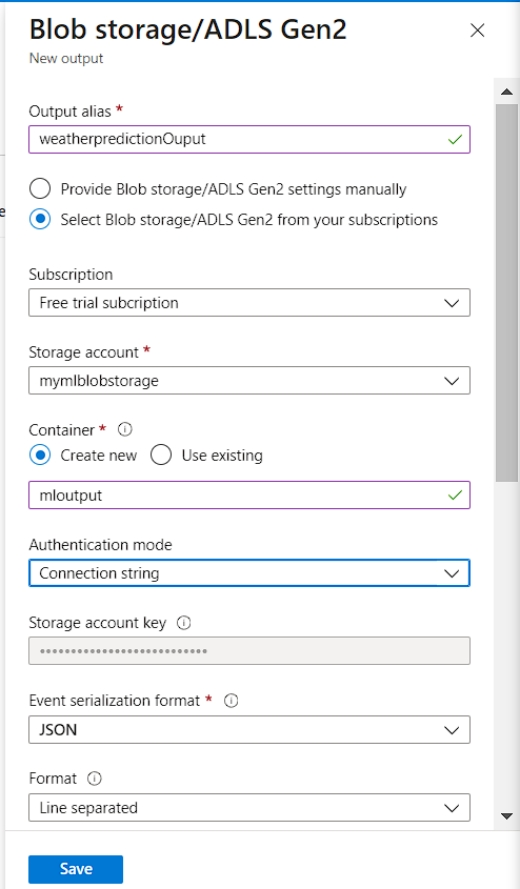 Blob storage/ADLS Gen2
New output
Output alias *
weatherpredictionOuput
Provide Blob storage/ADLS Gen2 settings manually
Select Blob storage/ADLS Gen2 from your subscriptions
Subscription
Free trial subcription
Storage account *
mymlblobstorage
Container *
Create new Use existing
mloutput
Authentication mode
Connection string
Storage account key
•••••••••••••••••••••••••••
Event serialization format *
JSON
Format
Line separated
Save